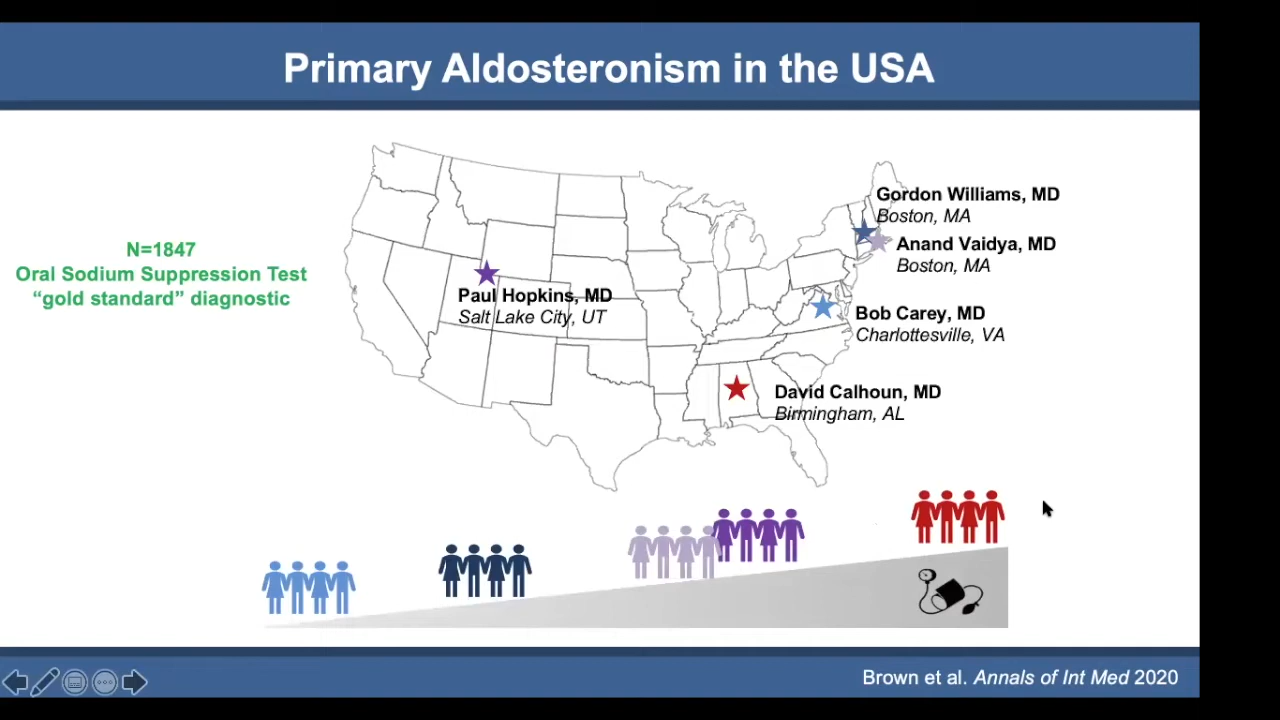 Primary Aldosteronism in the USA
N=1847
Oral Sodium Suppression Test
“gold standard” diagnostic
Gordon Williams, MD
Boston, MA
Anand Vaidya, MD
Boston, MA
Paul Hopkins, MD
Salt Lake City, UT
Bob Carey, MD
Charlottesville, VA
David Calhoun, MD
Birmingham, AL
Brown et al. Annals of Int Med 2020